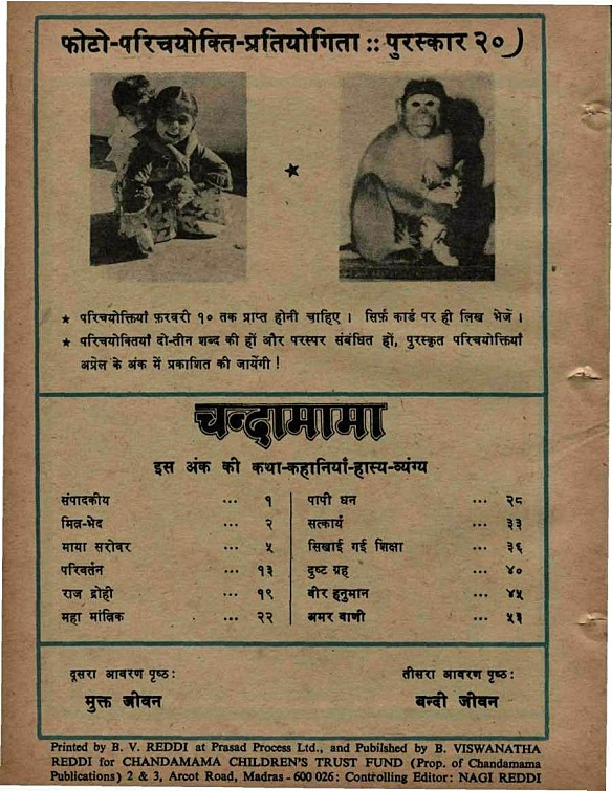 फोटो-परिचयोक्ति-प्रतियोगिता :: पुरस्कार २०)
★ परिचयोक्तियाँ फ़रवरी १० तक प्राप्त होनी चाहिए । सिर्फ़ कार्ड पर ही लिख भेजें ।
★ परिचयोक्तियाँ दो-तीन शब्द की हों और परस्पर संबंधित हों, पुरस्कृत परिचयोक्तियाँ
अप्रेल के अंक में प्रकाशित की जायेंगी !
चन्दामामा
इस अंक की कथा-कहानियाँ-हास्य-व्यंग्य
संपादकीय ... १
मित्र-भेद ... २
माया सरोवर ... ५
परिवर्तन ... १३
राज द्रोही ... १९
महा मांत्रिक ... २२
पापी धन ... २८
सत्कार्य ... ३३
सिखाई गई शिक्षा ... ३६
दुष्ट ग्रह ... ४०
वीर हनुमान ... ४५
अमर वाणी ... ५३
दूसरा आवरण पृष्ठ:
मुक्त जीवन
तीसरा आवरण पृष्ठ:
बन्दी जीवन
Printed by B. V. REDDI at Prasad Process Ltd., and Published by B. VISWANATHA
REDDI for CHANDAMAMA CHILDREN'S TRUST FUND (Prop. of Chandamama
Publications) 2 & 3, Arcot Road, Madras - 600 026: Controlling Editor: NAGI REDDI